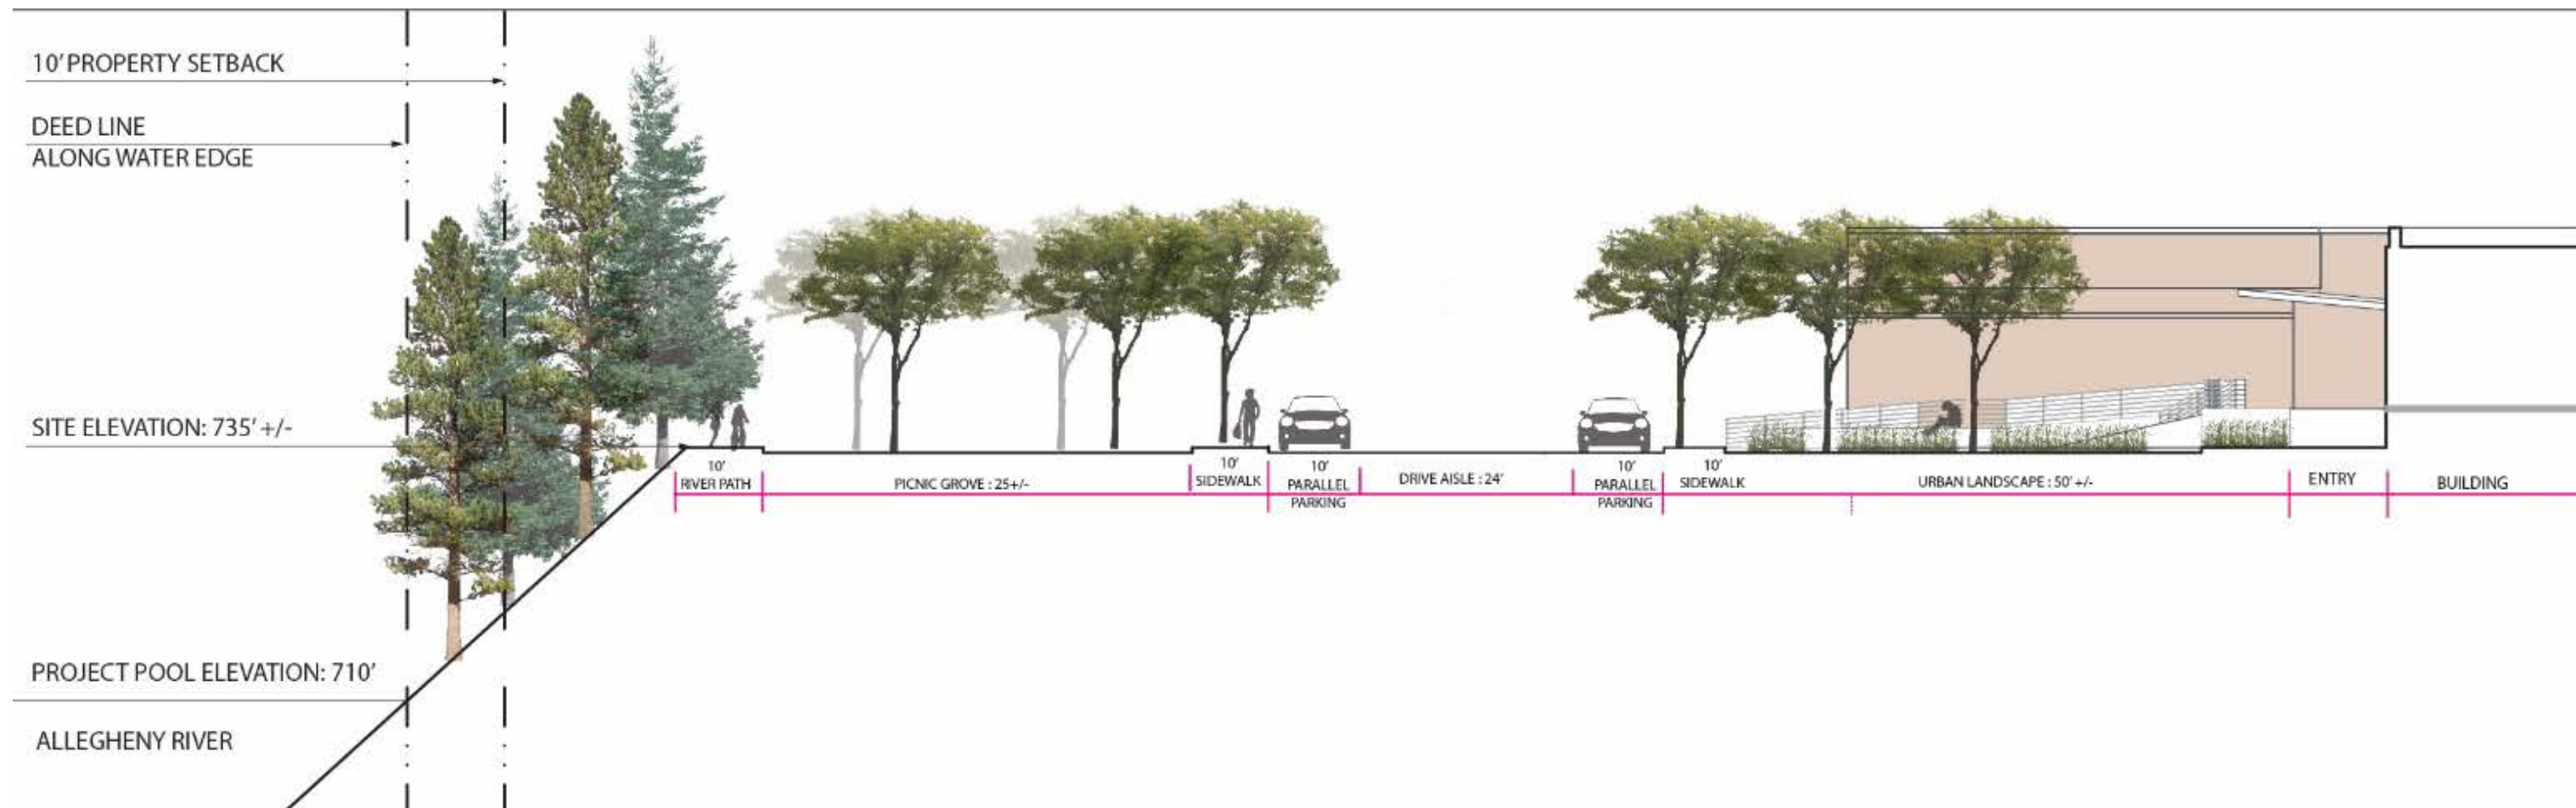 10' PROPERTY SETBACK
DEED LINE
ALONG WATER EDGE
SITE ELEVATION: 735' +/-
PROJECT POOL ELEVATION: 710'
ALLEGHENY RIVER
10'
RIVER PATH
PICNIC GROVE : 25+/-
10'
SIDEWALK
10'
PARALLEL
PARKING
DRIVE AISLE : 24'
10'
PARALLEL
PARKING
10'
SIDEWALK
URBAN LANDSCAPE : 50' +/-
ENTRY
BUILDING